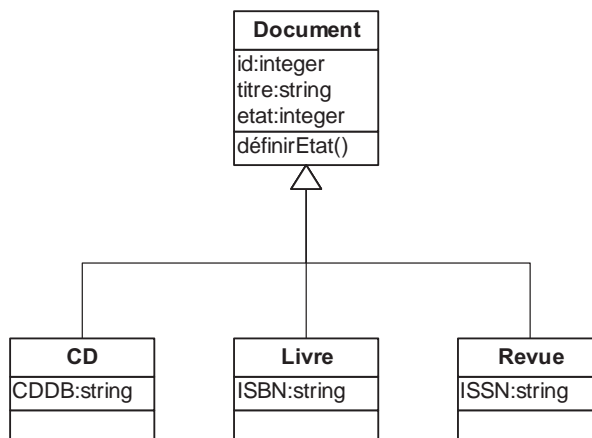 Document
id:integer
titre:string
etat:integer
définirEtat()
CD
CDDB:string
Livre
ISBN:string
Revue
ISSN:string